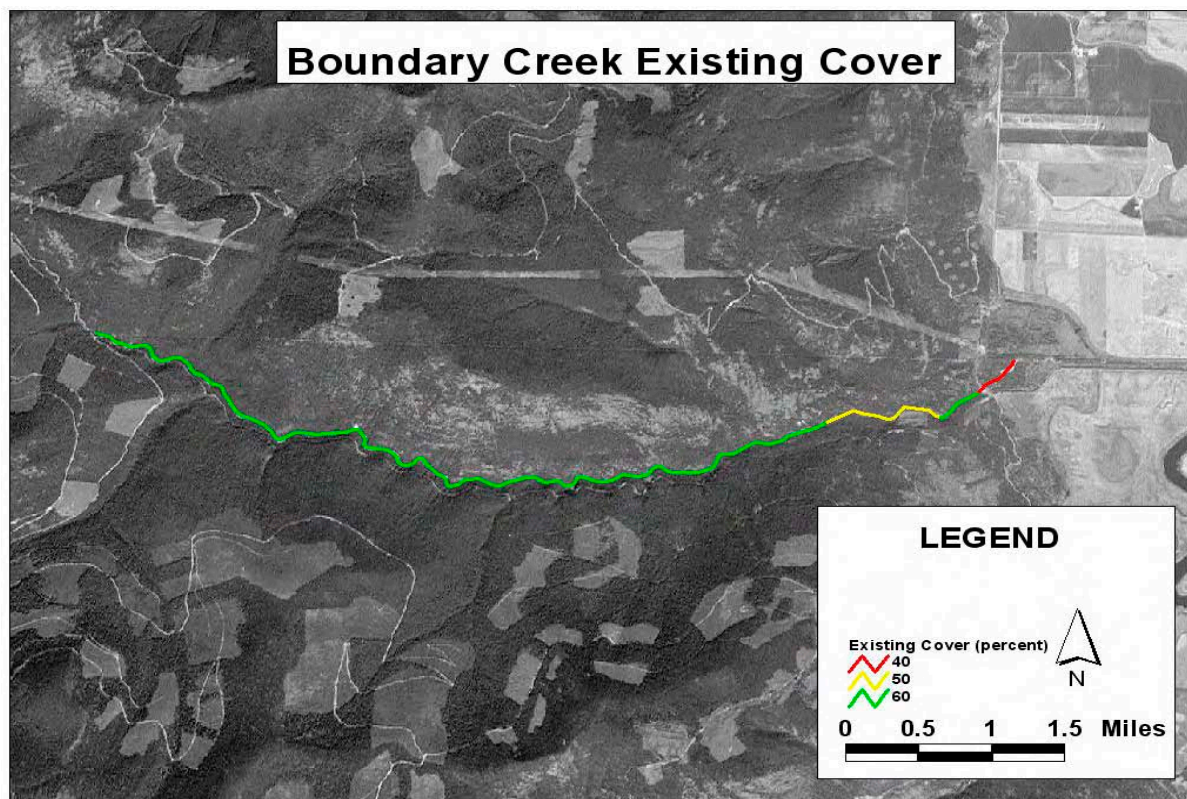 Boundary Creek Existing Cover
LEGEND
Existing Cover (percent)
40
50
60
N
0 0.5 1 1.5 Miles